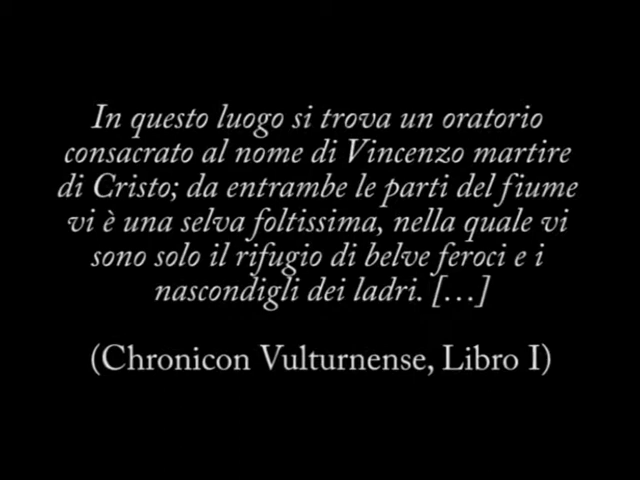 In questo luogo si trova un oratorio
consacrato al nome di Vincenzo martire
di Cristo; da entrambe le parti del fiume
vi è una selva foltissima, nella quale vi
sono solo il rifugio di belve feroci e i
nascondigli dei ladri. [...]
(Chronicon Vulturnense, Libro I)